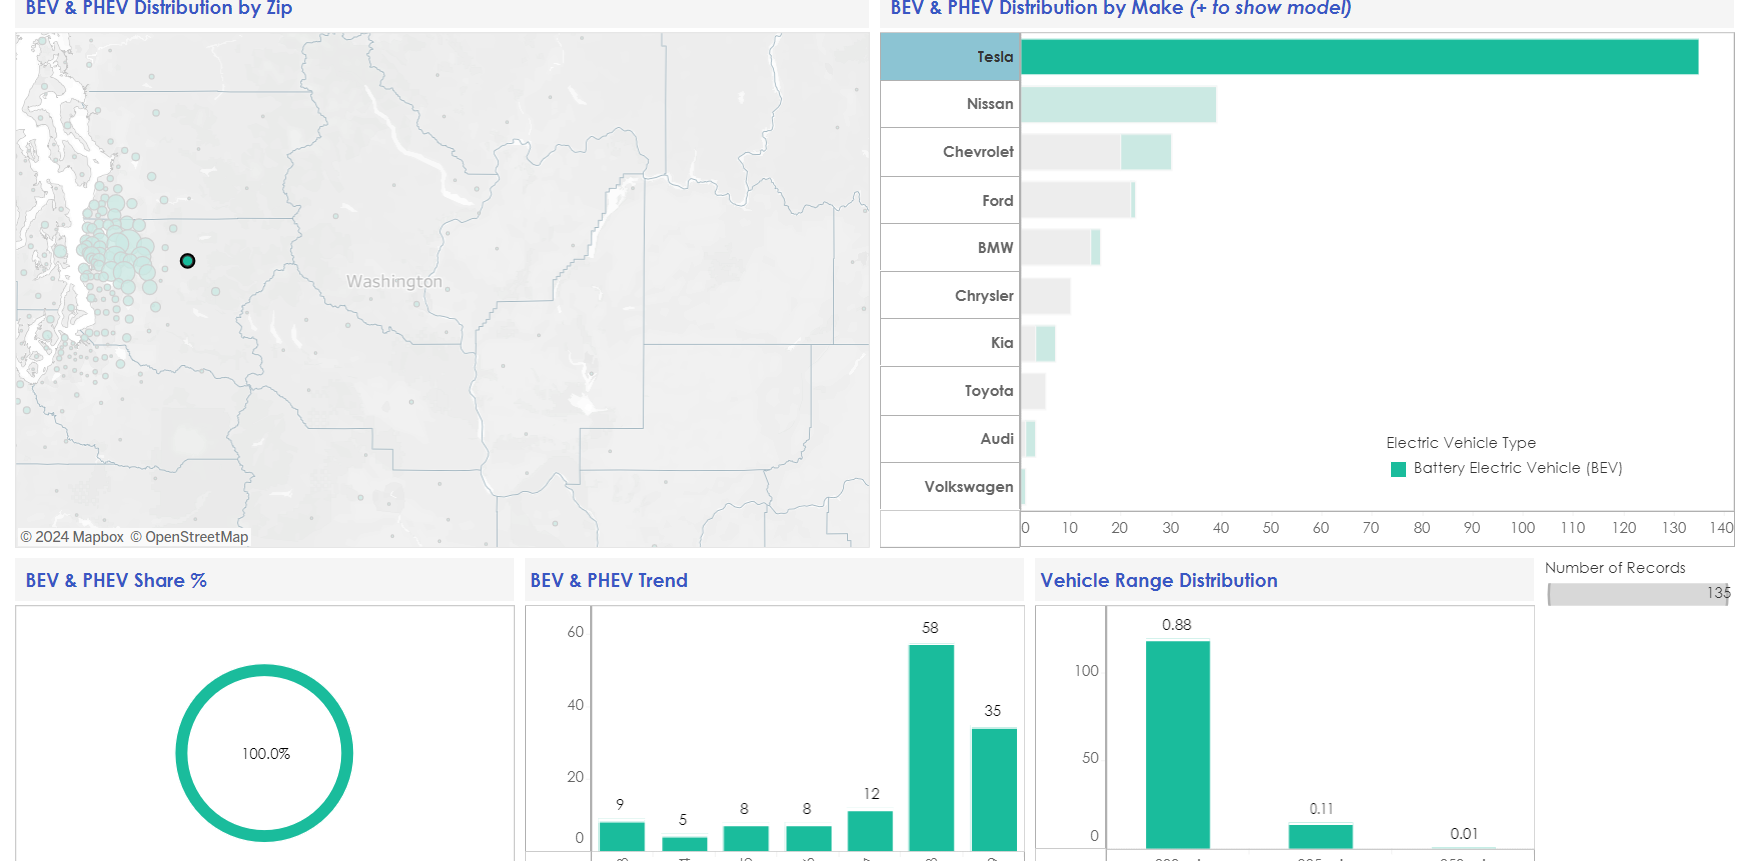 BEV & PHEV Distribution by Zip
BEV & PHEV Distribution by Make (+ to show model)
Washington
© 2024 Mapbox © OpenStreetMap
Tesla
Nissan
Chevrolet
Ford
BMW
Chrysler
Kia
Toyota
Audi
Volkswagen
Electric Vehicle Type
Battery Electric Vehicle (BEV)
0 10 20 30 40 50 60 70 80 90 100 110 120 130 140
BEV & PHEV Share %
100.0%
BEV & PHEV Trend
60
40
20
0
9 5 8 8 12 58 35
Vehicle Range Distribution
100
50
0
0.88 0.11 0.01
Number of Records
135